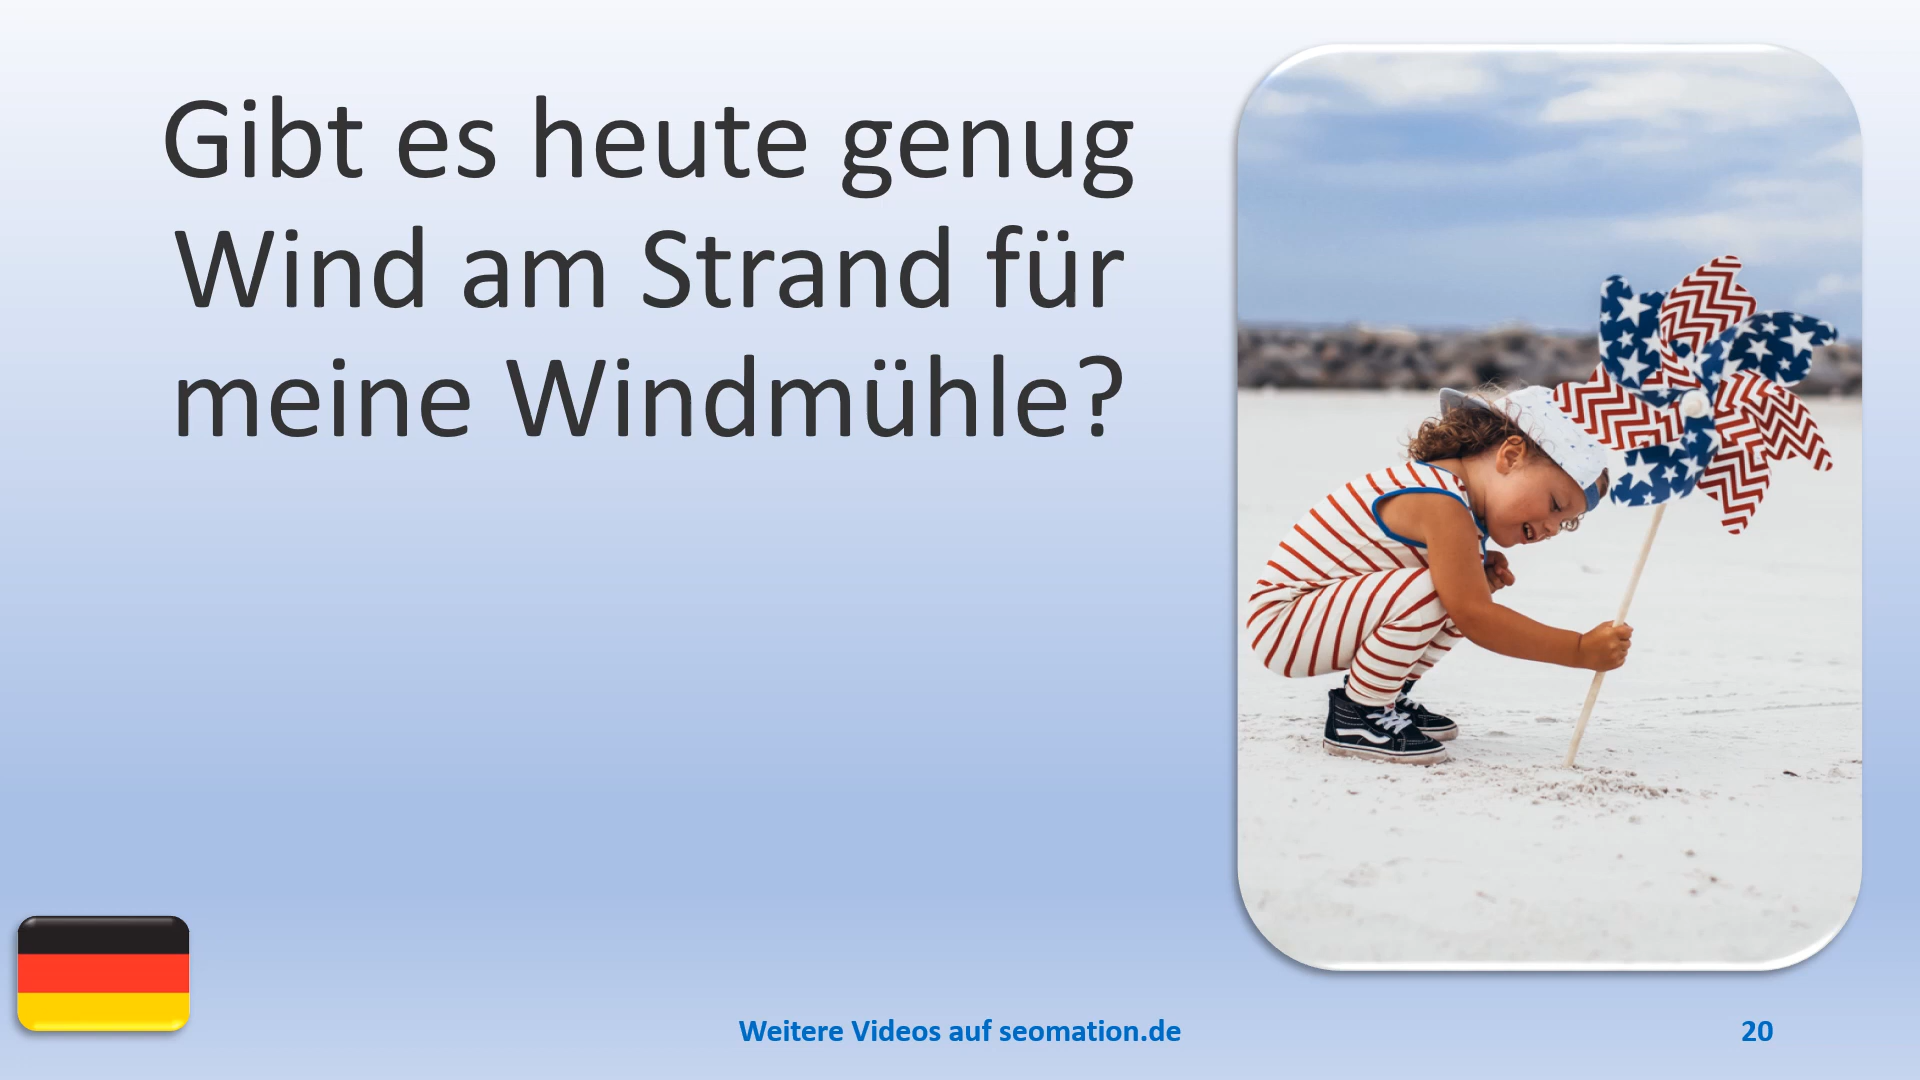 Gibt es heute genug
Wind am Strand für
meine Windmühle?
Weitere Videos auf seomation.de
20